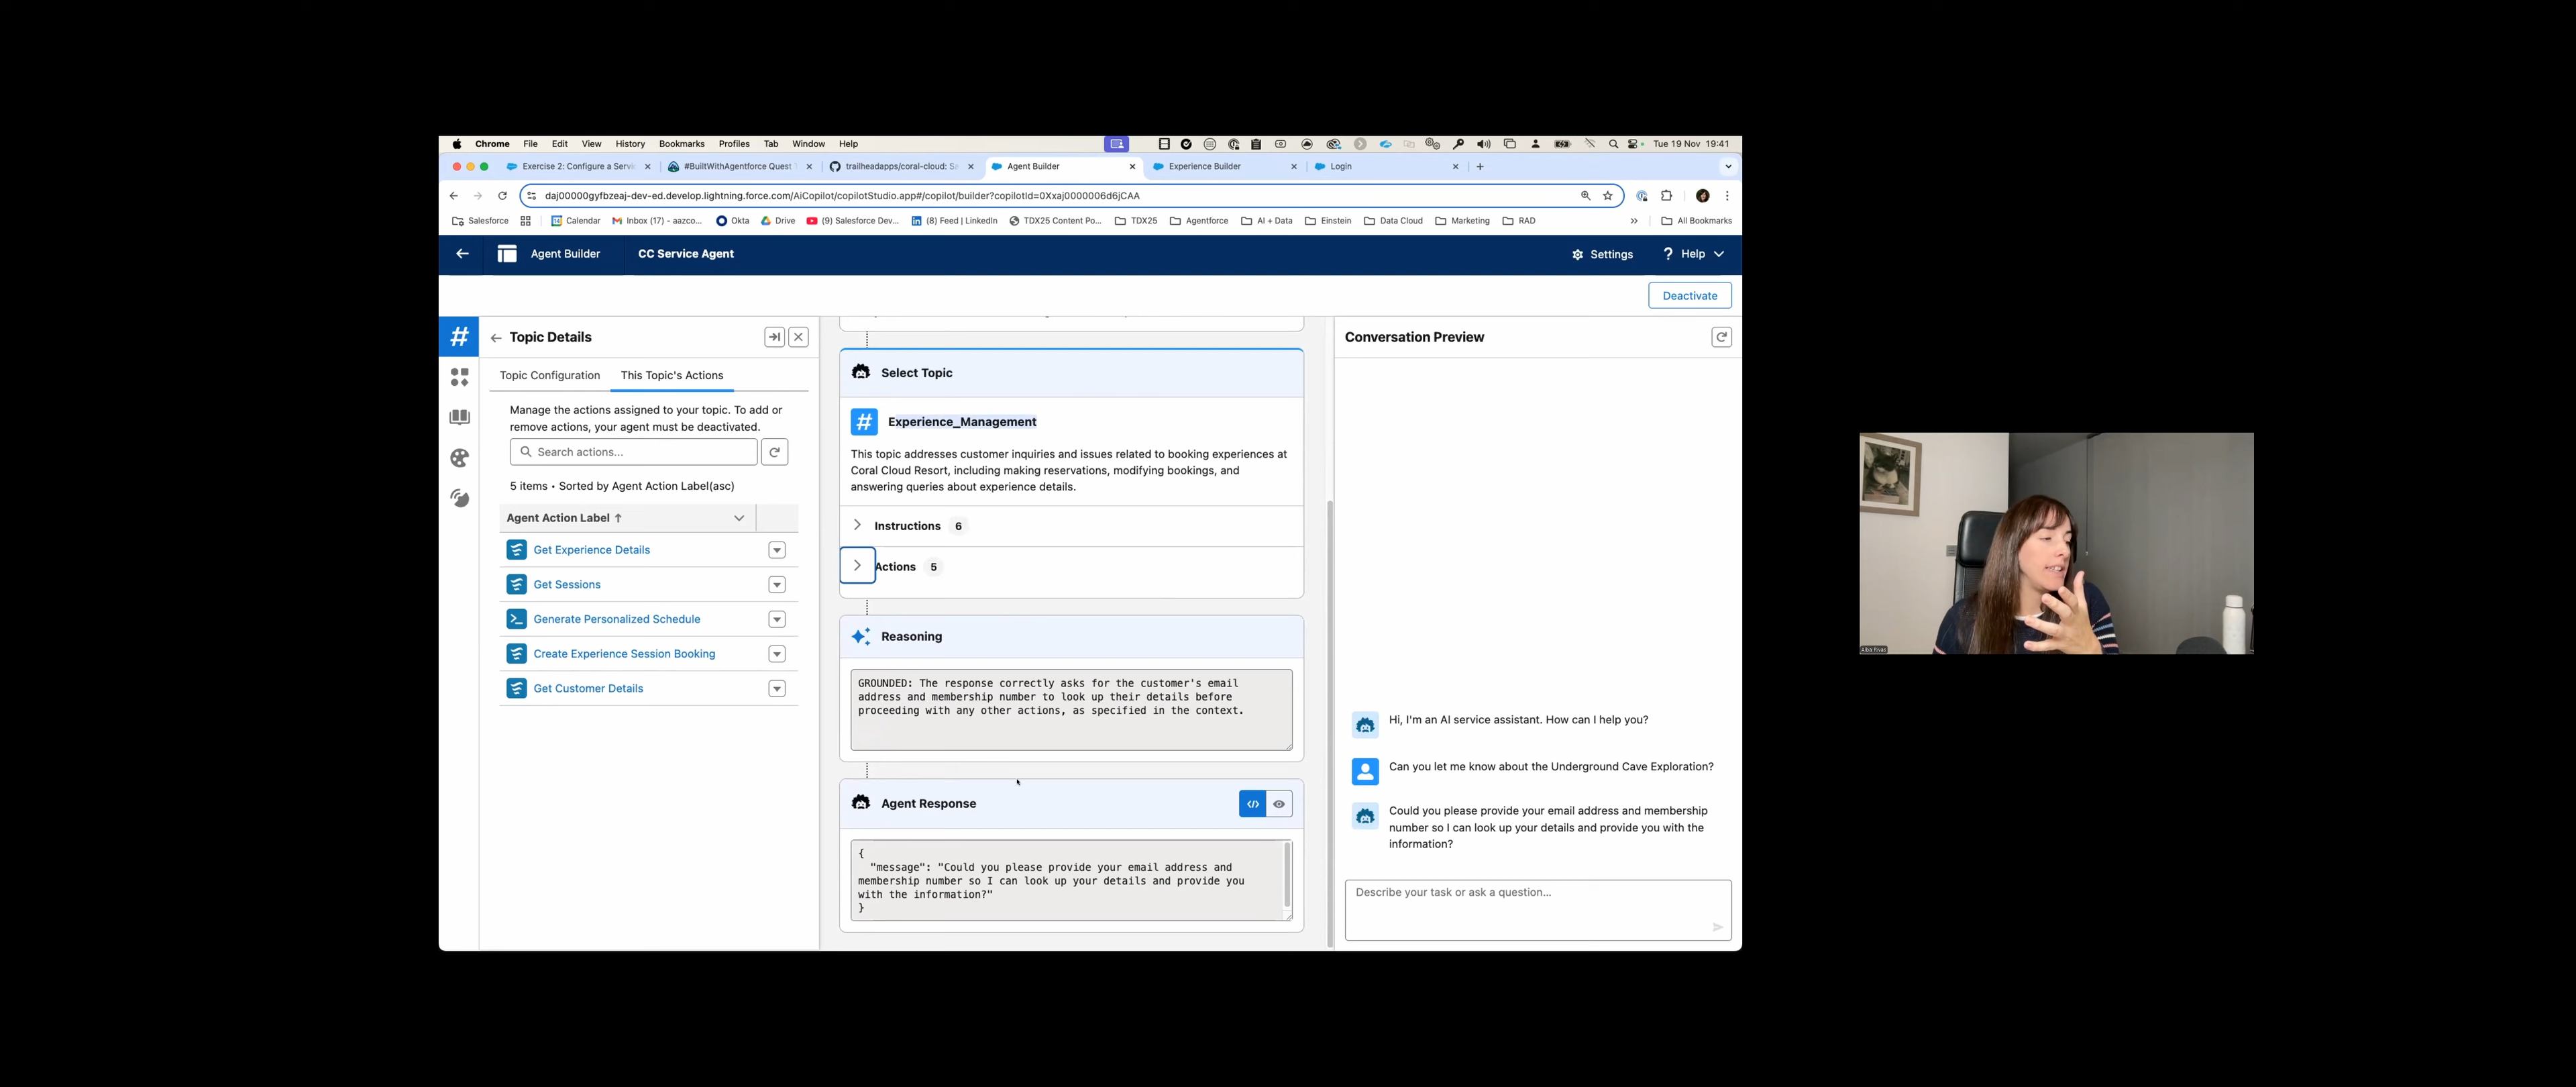 Chrome File Edit View History Bookmarks Profiles Tab Window Help Tue 19 Nov 19:41
Exercise 2: Configure a Servi #BuiltWithAgentforce Quest trailheadapps/coral-cloud: Sa Agent Builder Experience Builder Login
daj00000gyfbzeaj-dev-ed.develop.lightning.force.com/AiCopilot/copilotStudio.app#/copilot/builder?copilotId=0Xxaj0000006d6jCAA
Salesforce Calendar Inbox (17) - aazco... Okta Drive (9) Salesforce Dev... (8) Feed | LinkedIn TDX25 Content Po... TDX25 Agentforce AI + Data Einstein Data Cloud Marketing RAD All Bookmarks
Agent Builder CC Service Agent Settings Help
Deactivate
Topic Details
Topic Configuration This Topic's Actions
Manage the actions assigned to your topic. To add or
remove actions, your agent must be deactivated.
Search actions...
5 items • Sorted by Agent Action Label(asc)
Agent Action Label ↑
Get Experience Details
Get Sessions
Generate Personalized Schedule
Create Experience Session Booking
Get Customer Details
Select Topic
Experience_Management
This topic addresses customer inquiries and issues related to booking experiences at
Coral Cloud Resort, including making reservations, modifying bookings, and
answering queries about experience details.
Instructions 6
Actions 5
Reasoning
GROUNDED: The response correctly asks for the customer's email
address and membership number to look up their details before
proceeding with any other actions, as specified in the context.
Agent Response
{
"message": "Could you please provide your email address and
membership number so I can look up your details and provide you
with the information?"
}
Conversation Preview
Hi, I'm an AI service assistant. How can I help you?
Can you let me know about the Underground Cave Exploration?
Could you please provide your email address and membership
number so I can look up your details and provide you with the
information?
Describe your task or ask a question...
Alba Rivas